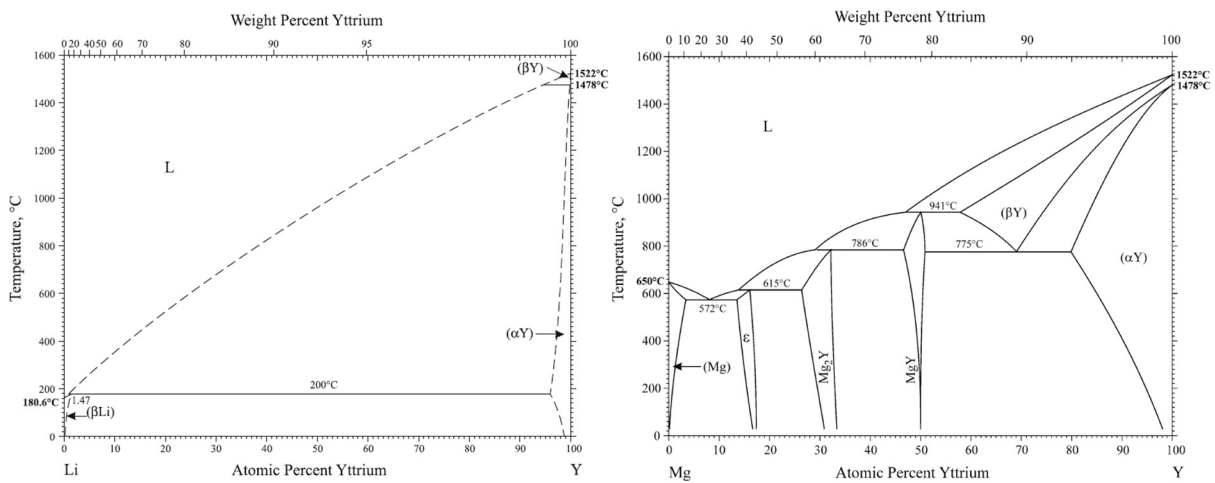 Weight Percent Yttrium
0 20 40 50 60 70 80 90 95 100
1600
1400
1200
1000
800
600
400
200
0
Temperature, °C
(βY)
1522°C
1478°C
L
(αY)
200°C
180.6°C
1.47
(βLi)
0 10 20 30 40 50 60 70 80 90 100
Li
Atomic Percent Yttrium
Y
Weight Percent Yttrium
0 10 20 30 40 50 60 70 80 90 100
1600
1400
1200
1000
800
600
400
200
0
Temperature, °C
1522°C
1478°C
L
941°C
(βY)
786°C
775°C
(αY)
650°C
615°C
572°C
ε
(Mg)
Mg₂Y
MgY
0 10 20 30 40 50 60 70 80 90 100
Mg
Atomic Percent Yttrium
Y